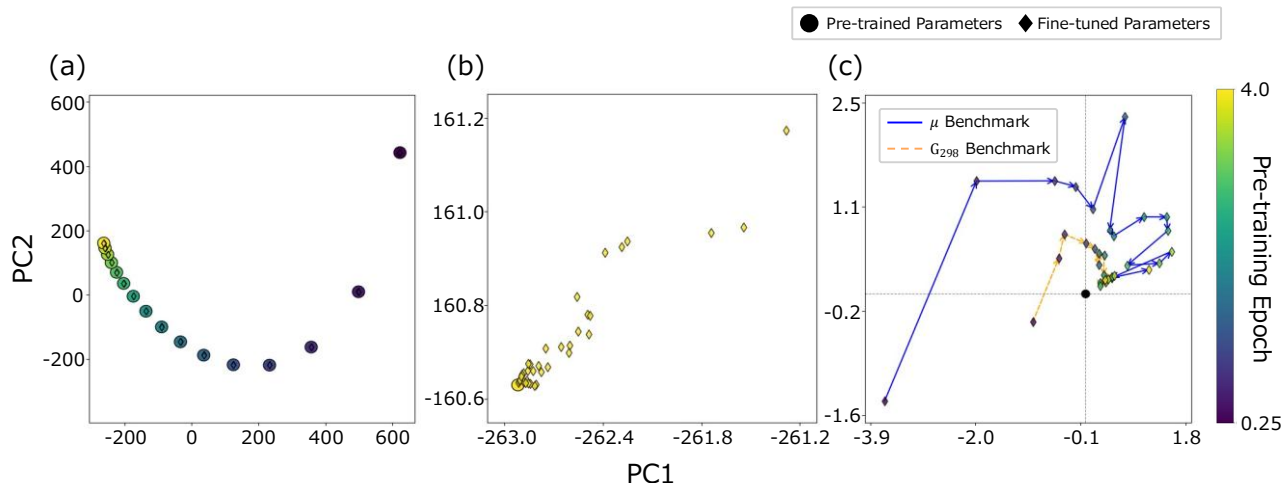 Pre-trained Parameters Fine-tuned Parameters
(a) (b) (c)
600
400
200
0
-200
PC2
-200 0 200 400 600
161.2
161.0
160.8
-160.6
-263.0 -262.4 -261.8 -261.2
PC1
2.5
1.1
-0.2
-1.6
-3.9 -2.0 -0.1 1.8
μ Benchmark
G298 Benchmark
4.0
Pre-training Epoch
0.25